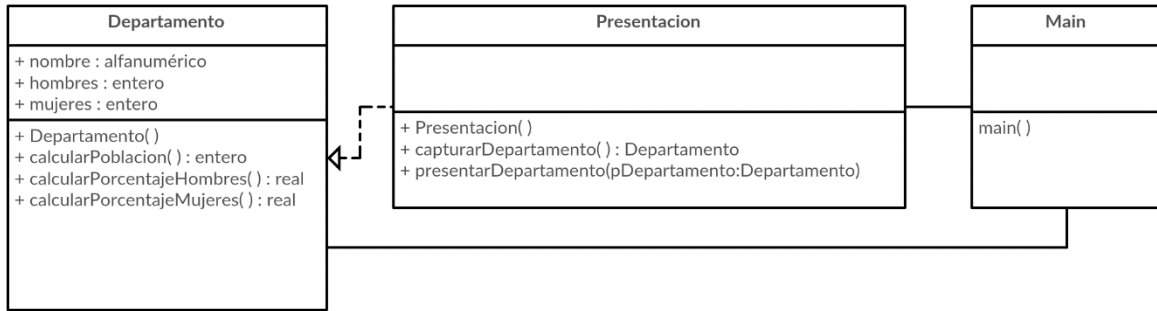 Departamento
+ nombre : alfanumérico
+ hombres : entero
+ mujeres : entero
+ Departamento( )
+ calcularPoblacion( ) : entero
+ calcularPorcentajeHombres( ) : real
+ calcularPorcentajeMujeres( ) : real
Presentacion
+ Presentacion( )
+ capturarDepartamento( ) : Departamento
+ presentarDepartamento(pDepartamento:Departamento)
Main
main( )